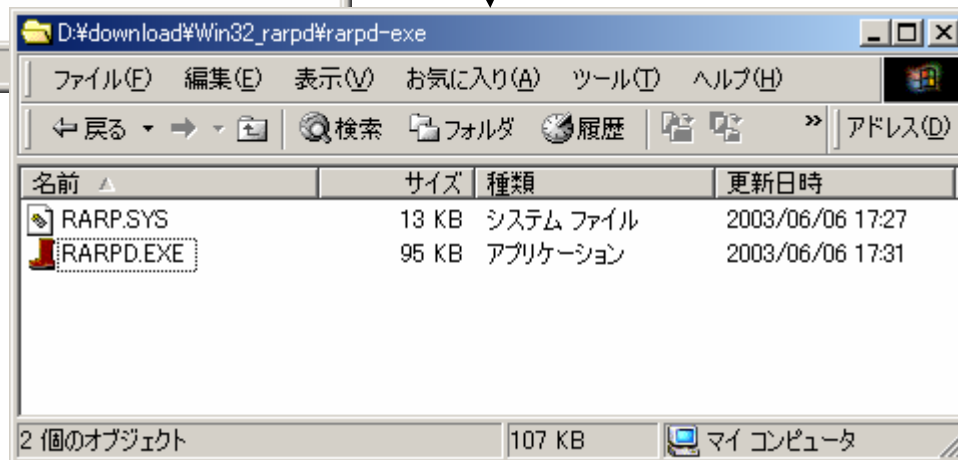 D:¥download¥Win32_rarpd¥rarpd-exe
ファイル(F) 編集(E) 表示(V) お気に入り(A) ツール(T) ヘルプ(H)
戻る 検索 フォルダ 履歴 » アドレス(D)
名前 サイズ 種類 更新日時
RARP.SYS 13 KB システム ファイル 2003/06/06 17:27
RARPD.EXE 95 KB アプリケーション 2003/06/06 17:31
2 個のオブジェクト 107 KB マイ コンピュータ